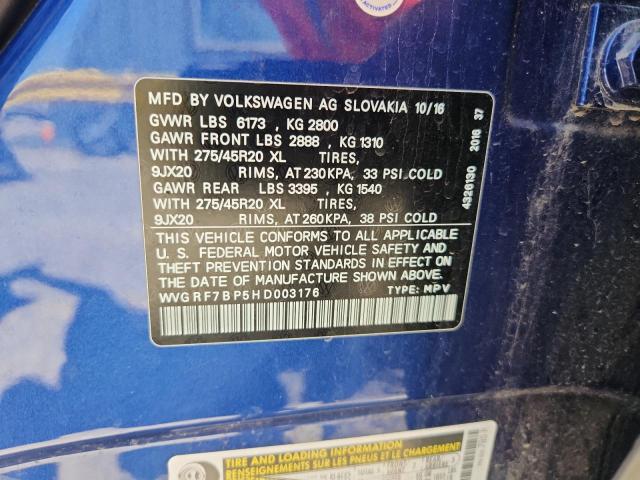 ACTIVATED
MFD BY VOLKSWAGEN AG SLOVAKIA 10/16
GVWR LBS 6173 , KG 2800
GAWR FRONT LBS 2888 , KG 1310
WITH 275/45R20 XL TIRES,
9JX20 RIMS, AT 230KPA, 33 PSI COLD
GAWR REAR LBS 3395 , KG 1540
WITH 275/45R20 XL TIRES,
9JX20 RIMS, AT 260KPA, 38 PSI COLD
THIS VEHICLE CONFORMS TO ALL APPLICABLE
U. S. FEDERAL MOTOR VEHICLE SAFETY AND
THEFT PREVENTION STANDARDS IN EFFECT ON
THE DATE OF MANUFACTURE SHOWN ABOVE.
WVGRF7BP5HD003176 TYPE: MPV
4326130 2016 37
TIRE AND LOADING INFORMATION
RENSEIGNEMENTS SUR LES PNEUS ET LE CHARGEMENT